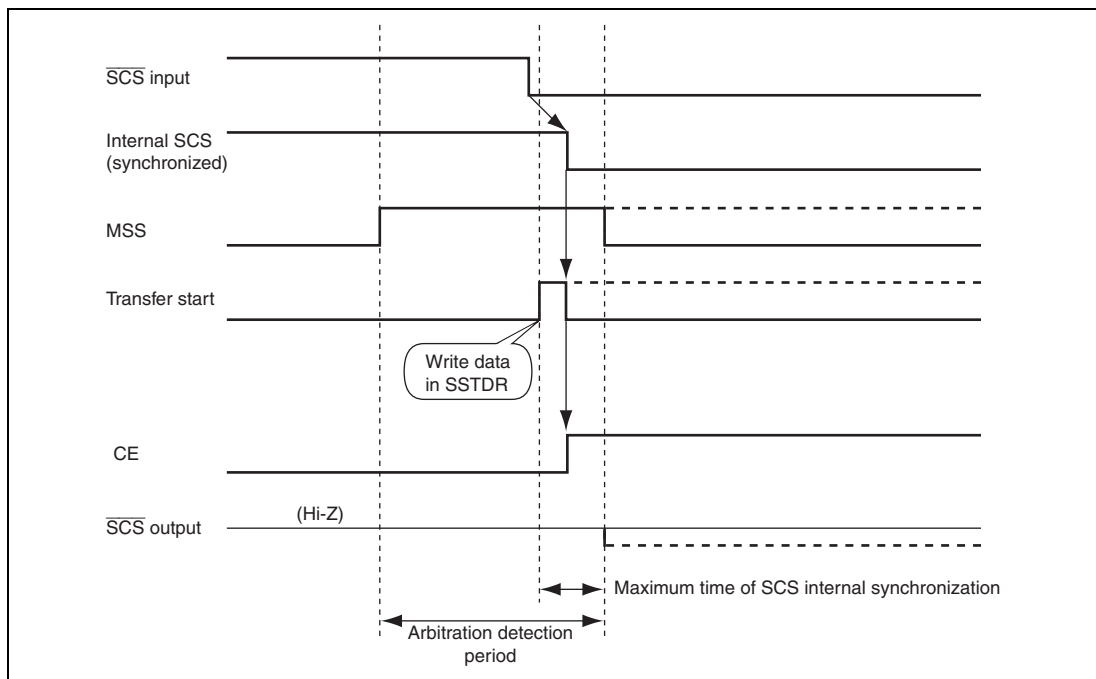 SCS input
Internal SCS
(synchronized)
MSS
Transfer start
Write data
in SSTDR
CE
(Hi-Z)
SCS output
Maximum time of SCS internal synchronization
Arbitration detection
period